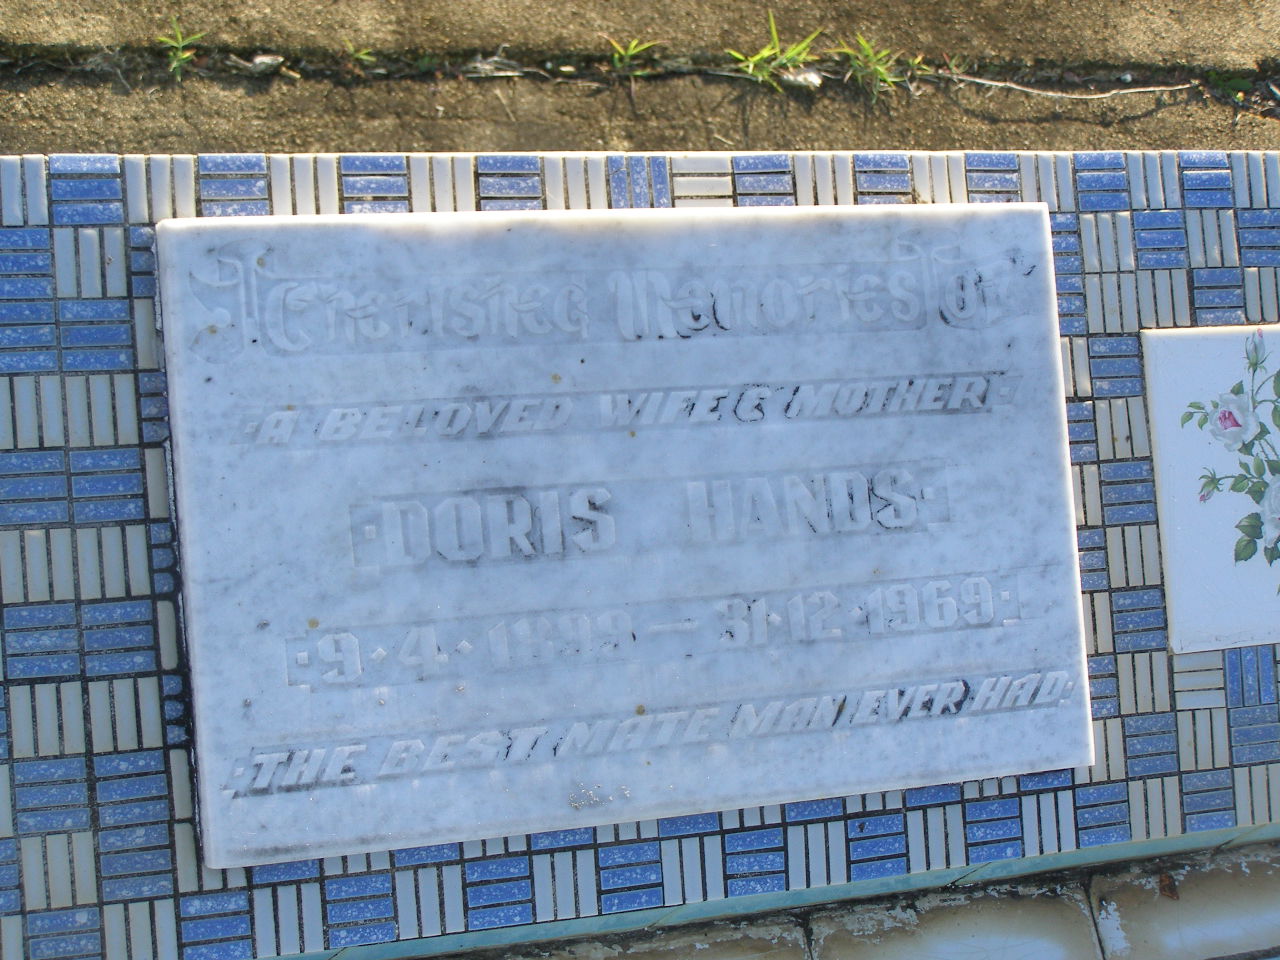 Cherished Memories Of
A BELOVED WIFE & MOTHER
·DORIS HANDS·
·9·4·1899 — 31·12·1969·
·THE BEST MATE MAN EVER HAD·